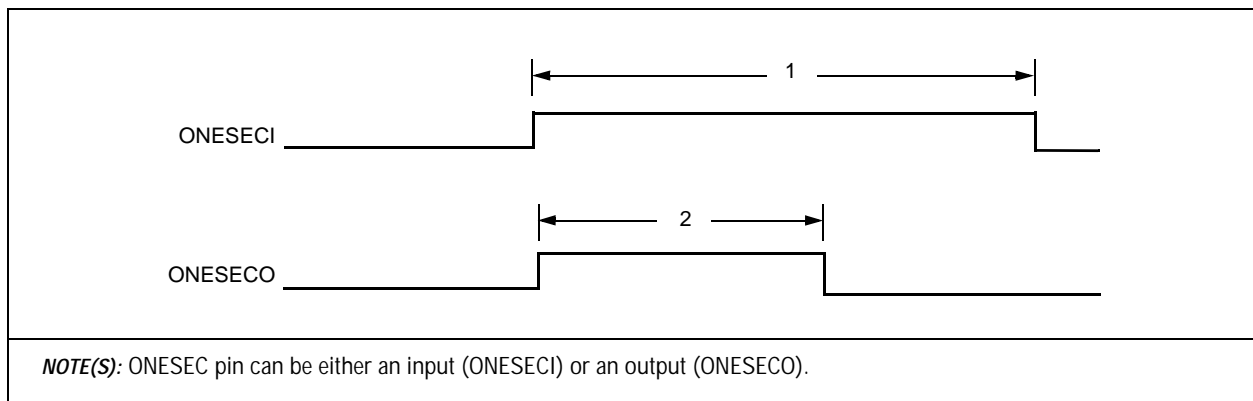 1
ONESECI
2
ONESECO
NOTE(S): ONESEC pin can be either an input (ONESECI) or an output (ONESECO).